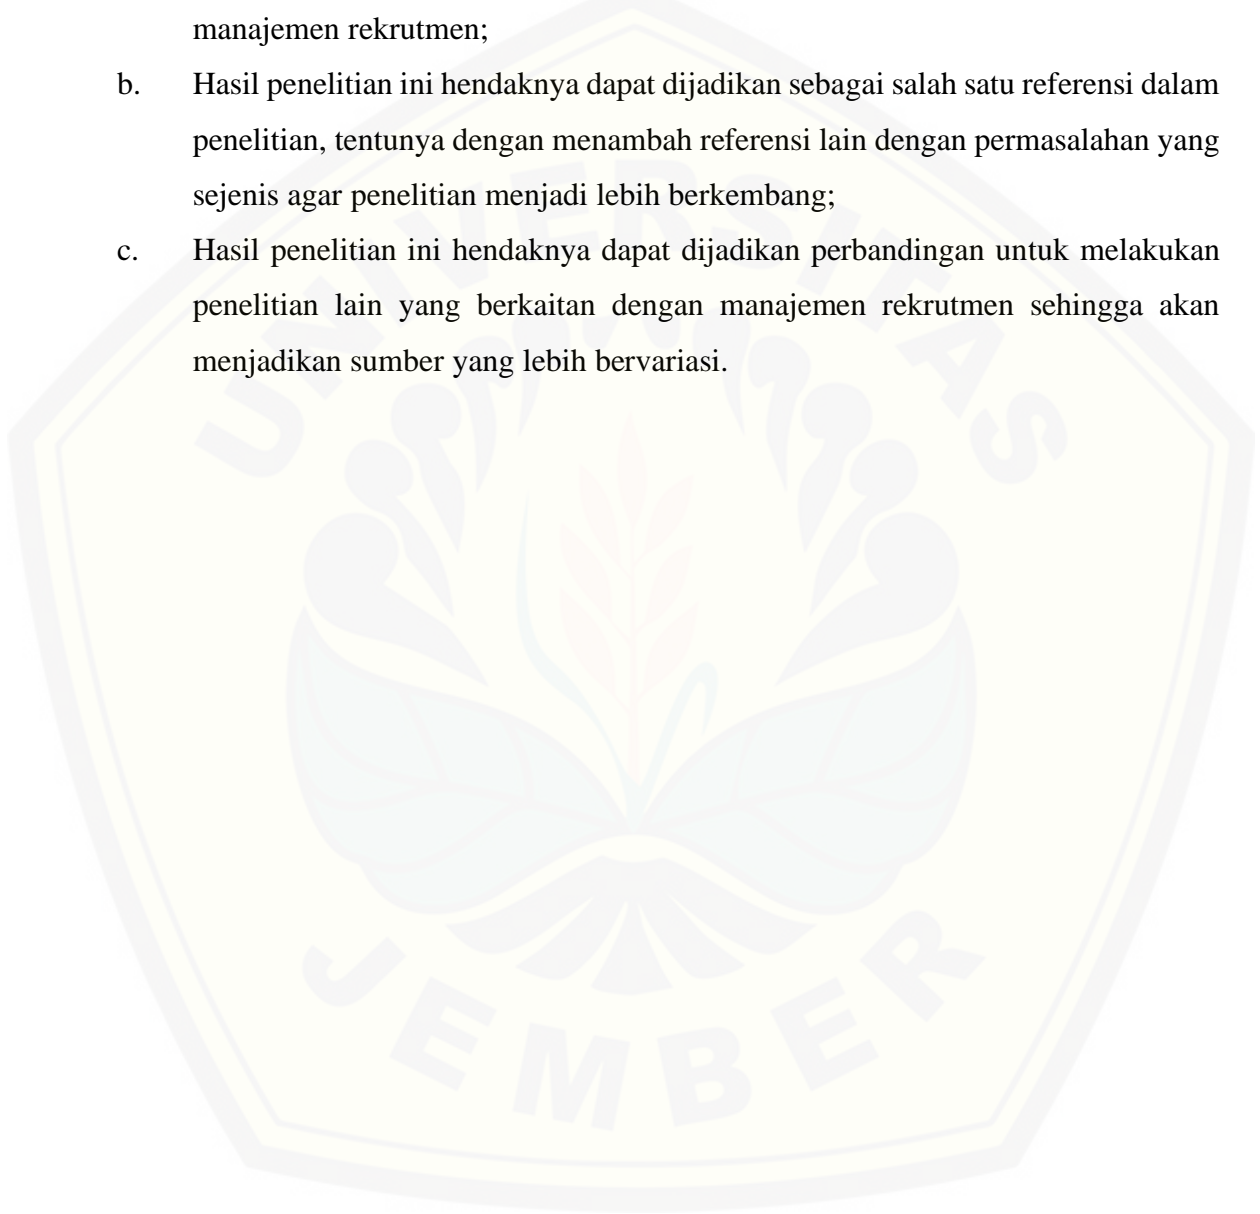 manajemen rekrutmen;
b. Hasil penelitian ini hendaknya dapat dijadikan sebagai salah satu referensi dalam
penelitian, tentunya dengan menambah referensi lain dengan permasalahan yang
sejenis agar penelitian menjadi lebih berkembang;
c. Hasil penelitian ini hendaknya dapat dijadikan perbandingan untuk melakukan
penelitian lain yang berkaitan dengan manajemen rekrutmen sehingga akan
menjadikan sumber yang lebih bervariasi.
UNIVERSITAS
JEMBER